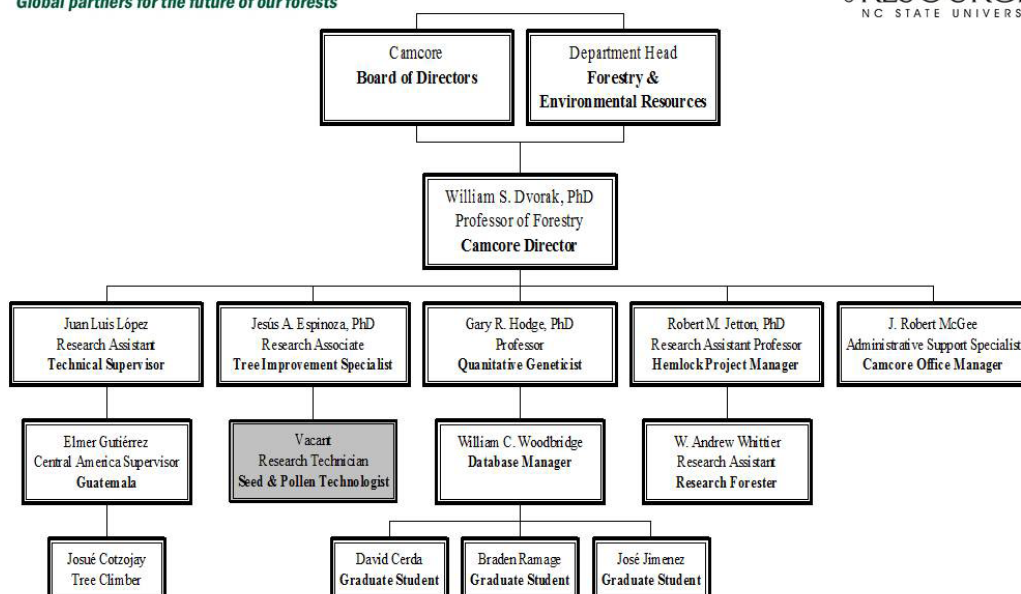 Global partners for the future of our forests
NC STATE UNIVERS
Camcore
Board of Directors
Department Head
Forestry &
Environmental Resources
William S. Dvorak, PhD
Professor of Forestry
Camcore Director
Juan Luis López
Research Assistant
Technical Supervisor
Jesús A. Espinoza, PhD
Research Associate
Tree Improvement Specialist
Gary R. Hodge, PhD
Professor
Quanitative Geneticist
Robert M. Jetton, PhD
Research Assistant Professor
Hemlock Project Manager
J. Robert McGee
Administrative Support Specialist
Camcore Office Manager
Elmer Gutiérrez
Central America Supervisor
Guatemala
Vacant
Research Technician
Seed & Pollen Technologist
William C. Woodbridge
Database Manager
W. Andrew Whittier
Research Assistant
Research Forester
Josué Cotzojay
Tree Climber
David Cerda
Graduate Student
Braden Ramage
Graduate Student
José Jimenez
Graduate Student